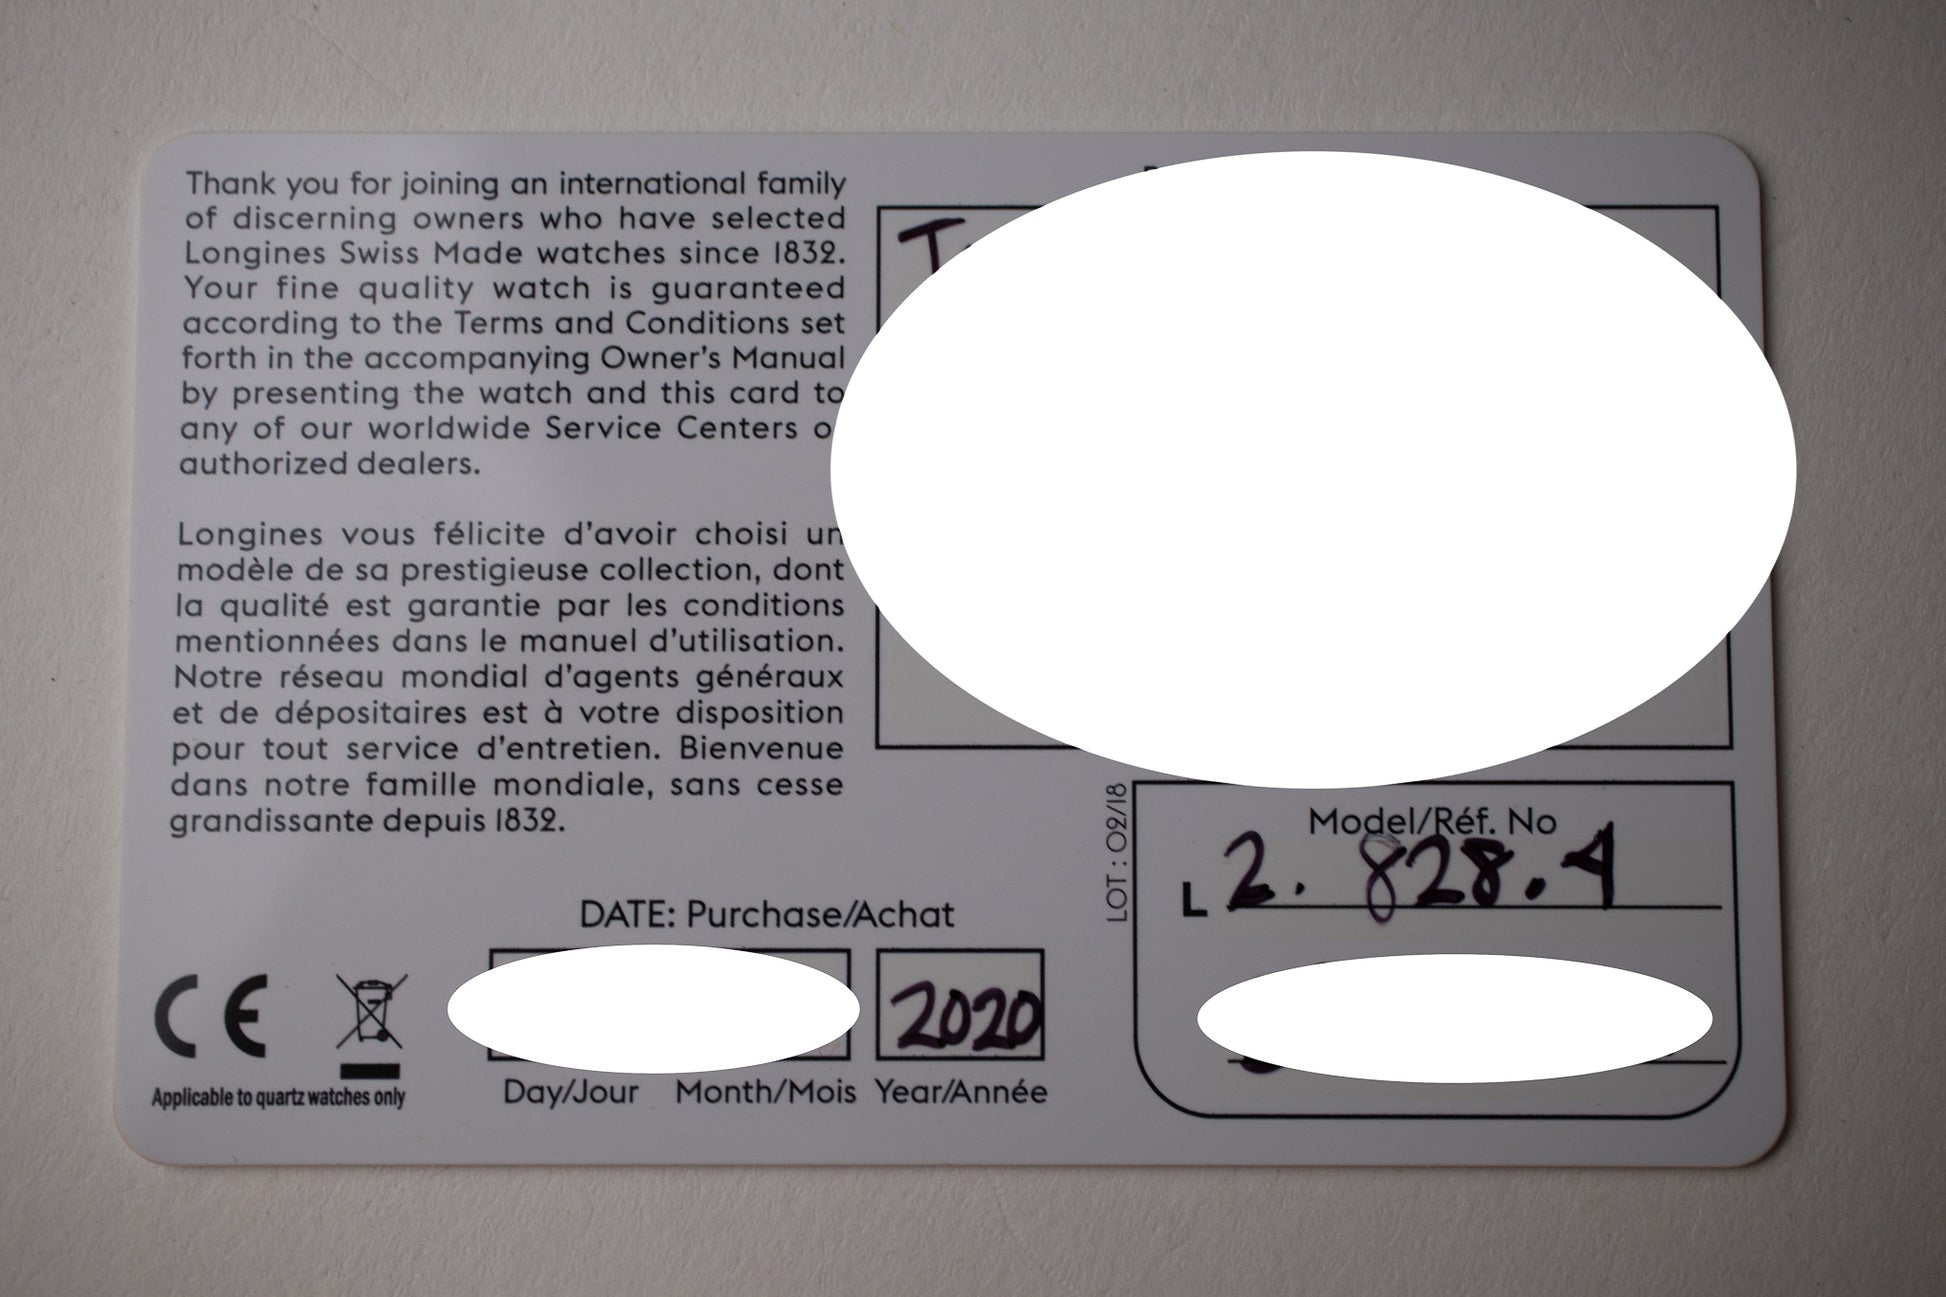 Thank you for joining an international family
of discerning owners who have selected
Longines Swiss Made watches since 1832.
Your fine quality watch is guaranteed
according to the Terms and Conditions set
forth in the accompanying Owner's Manual
by presenting the watch and this card to
any of our worldwide Service Centers
authorized dealers.
Longines vous félicite d'avoir choisi un
modèle de sa prestigieuse collection, dont
la qualité est garantie par les conditions
mentionnées dans le manuel d'utilisation.
Notre réseau mondial d'agents généraux
et de dépositaires est à votre disposition
pour tout service d'entretien. Bienvenue
dans notre famille mondiale, sans cesse
grandissante depuis 1832.
DATE: Purchase/Achat
2020
Day/Jour Month/Mois Year/Année
CE
Applicable to quartz watches only
LOT : 02/18
Model/Réf. No
L 2. 828.4